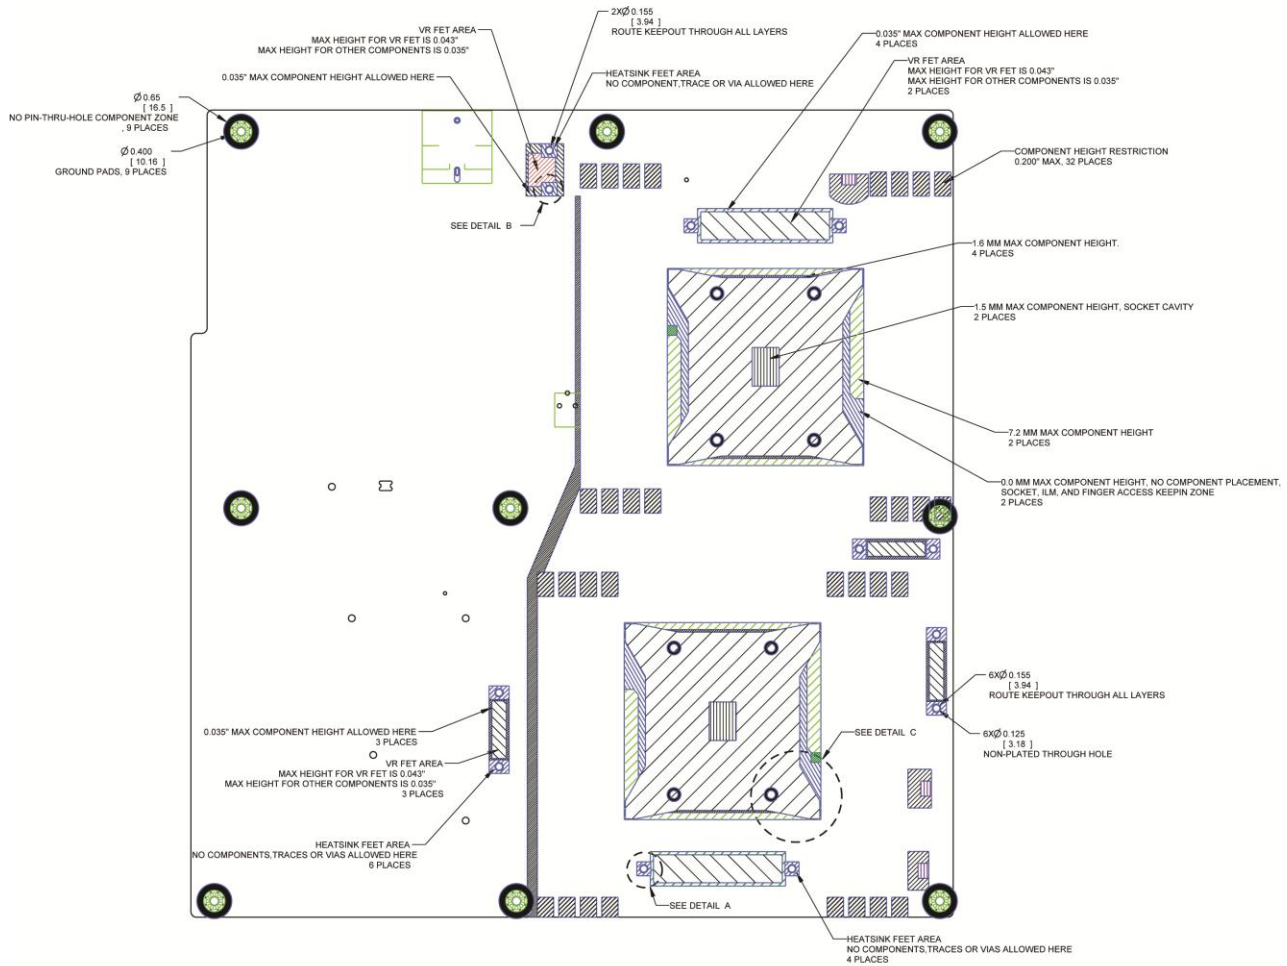 2XØ 0.155
[ 3.94 ]
ROUTE KEEPOUT THROUGH ALL LAYERS
VR FET AREA
MAX HEIGHT FOR VR FET IS 0.043"
MAX HEIGHT FOR OTHER COMPONENTS IS 0.035"
0.035" MAX COMPONENT HEIGHT ALLOWED HERE
4 PLACES
VR FET AREA
MAX HEIGHT FOR VR FET IS 0.043"
MAX HEIGHT FOR OTHER COMPONENTS IS 0.035"
2 PLACES
0.035" MAX COMPONENT HEIGHT ALLOWED HERE
HEATSINK FEET AREA
NO COMPONENT,TRACE OR VIA ALLOWED HERE
Ø 0.65
[ 16.5 ]
NO PIN-THRU-HOLE COMPONENT ZONE
, 9 PLACES
Ø 0.400
[ 10.16 ]
GROUND PADS, 9 PLACES
COMPONENT HEIGHT RESTRICTION
0.200" MAX, 32 PLACES
SEE DETAIL B
1.6 MM MAX COMPONENT HEIGHT.
4 PLACES
1.5 MM MAX COMPONENT HEIGHT, SOCKET CAVITY
2 PLACES
7.2 MM MAX COMPONENT HEIGHT
2 PLACES
0.0 MM MAX COMPONENT HEIGHT, NO COMPONENT PLACEMENT,
SOCKET, ILM, AND FINGER ACCESS KEEPIN ZONE
2 PLACES
6XØ 0.155
[ 3.94 ]
ROUTE KEEPOUT THROUGH ALL LAYERS
0.035" MAX COMPONENT HEIGHT ALLOWED HERE
3 PLACES
SEE DETAIL C
6XØ 0.125
[ 3.18 ]
NON-PLATED THROUGH HOLE
VR FET AREA
MAX HEIGHT FOR VR FET IS 0.043"
MAX HEIGHT FOR OTHER COMPONENTS IS 0.035"
3 PLACES
HEATSINK FEET AREA
NO COMPONENTS,TRACES OR VIAS ALLOWED HERE
6 PLACES
SEE DETAIL A
HEATSINK FEET AREA
NO COMPONENTS,TRACES OR VIAS ALLOWED HERE
4 PLACES